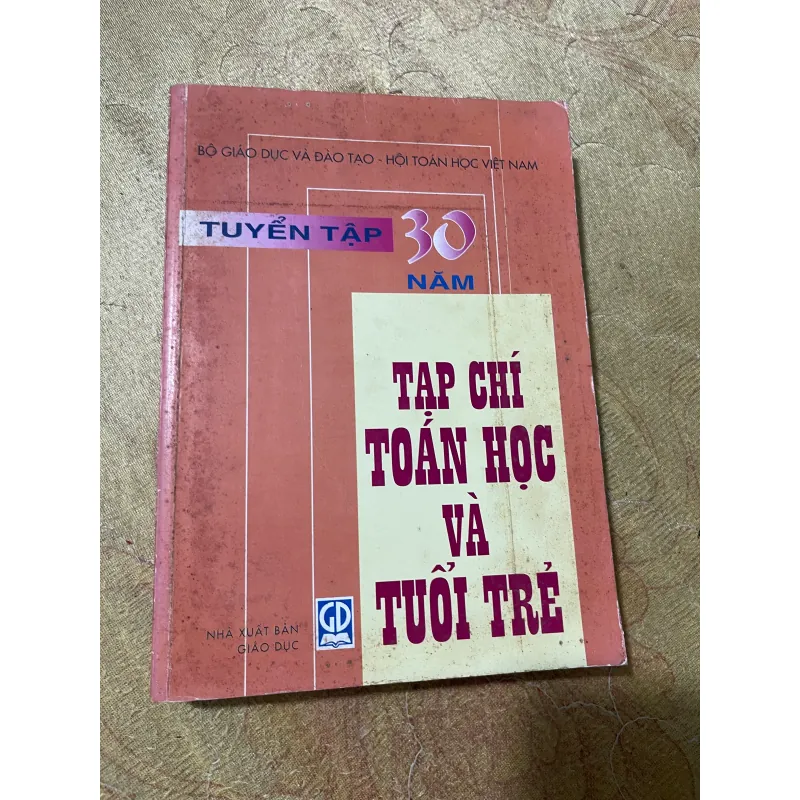 BỘ GIÁO DỤC VÀ ĐÀO TẠO - HỘI TOÁN HỌC VIỆT NAM
TUYỂN TẬP 30
NĂM
TẠP CHÍ
TOÁN HỌC
VÀ
TUỔI TRẺ
GD
NHÀ XUẤT BẢN
GIÁO DỤC